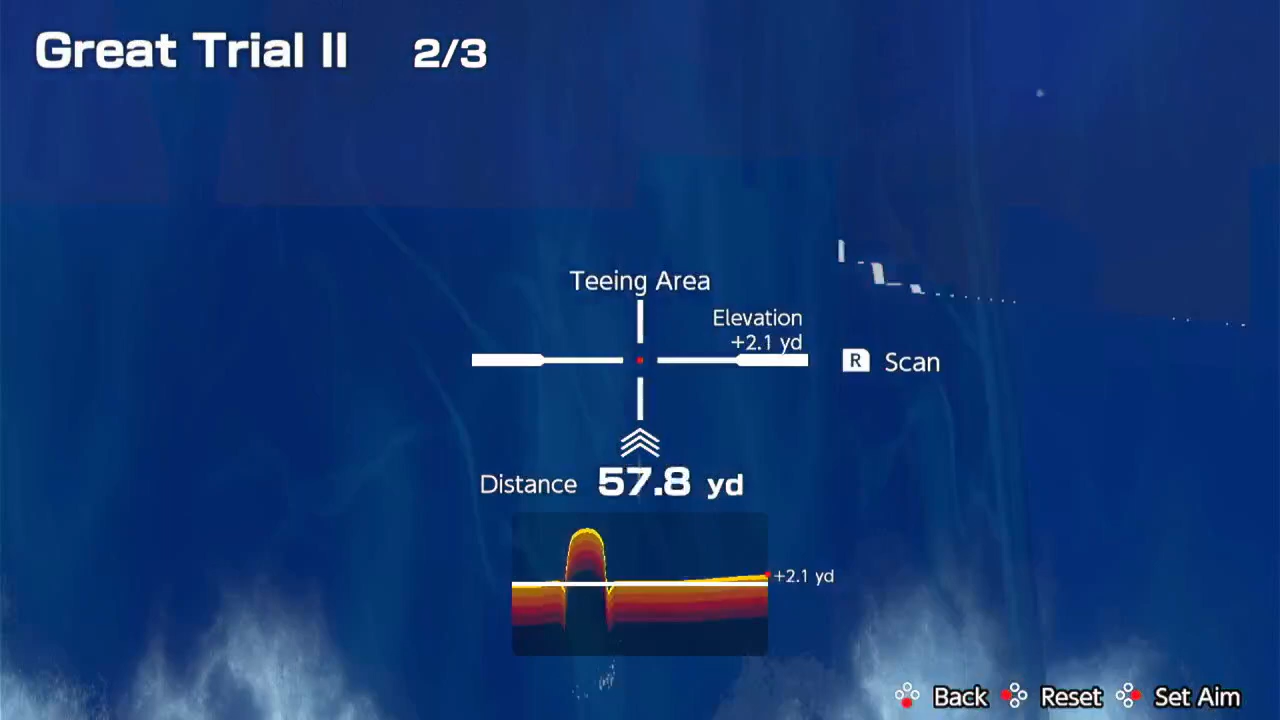 Great Trial II 2/3
Teeing Area
Elevation
+2.1 yd
R Scan
Distance 57.8 yd
+2.1 yd
Back Reset Set Aim